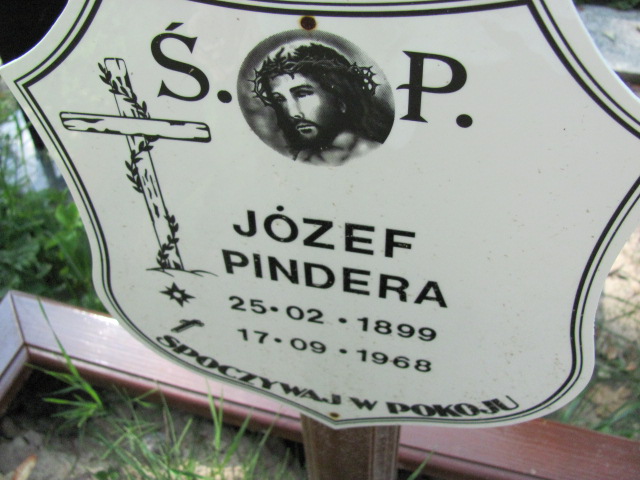 Ś. P.
JÓZEF
PINDERA
25·02·1899
17·09·1968
SPOCZYWAJ W POKOJU